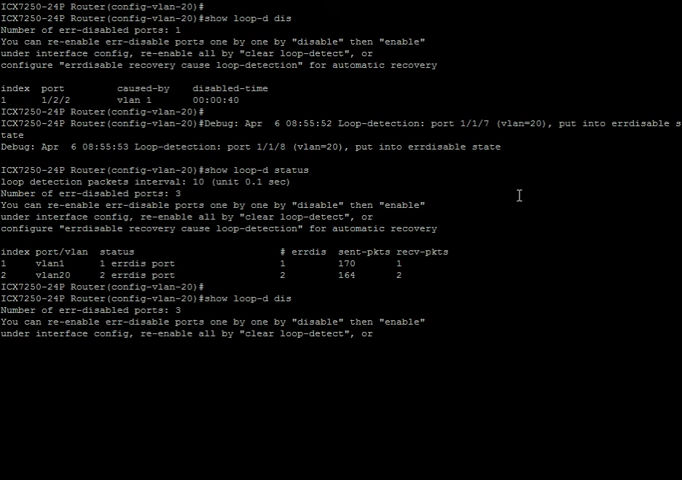 ICX7250-24P Router(config-vlan-20)#
ICX7250-24P Router(config-vlan-20)#show loop-d dis
Number of err-disabled ports: 1
You can re-enable err-disable ports one by one by "disable" then "enable"
under interface config, re-enable all by "clear loop-detect", or
configure "errdisable recovery cause loop-detection" for automatic recovery
index port caused-by disabled-time
1 1/2/2 vlan 1 00:00:40
ICX7250-24P Router(config-vlan-20)#
ICX7250-24P Router(config-vlan-20)#Debug: Apr 6 08:55:52 Loop-detection: port 1/1/7 (vlan=20), put into errdisable s
tate
Debug: Apr 6 08:55:53 Loop-detection: port 1/1/8 (vlan=20), put into errdisable state
ICX7250-24P Router(config-vlan-20)#show loop-d status
loop detection packets interval: 10 (unit 0.1 sec)
Number of err-disabled ports: 3
You can re-enable err-disable ports one by one by "disable" then "enable"
under interface config, re-enable all by "clear loop-detect", or
configure "errdisable recovery cause loop-detection" for automatic recovery
index port/vlan status # errdis sent-pkts recv-pkts
1 vlan1 1 errdis port 1 170 1
2 vlan20 2 errdis port 2 164 2
ICX7250-24P Router(config-vlan-20)#
ICX7250-24P Router(config-vlan-20)#show loop-d dis
Number of err-disabled ports: 3
You can re-enable err-disable ports one by one by "disable" then "enable"
under interface config, re-enable all by "clear loop-detect", or